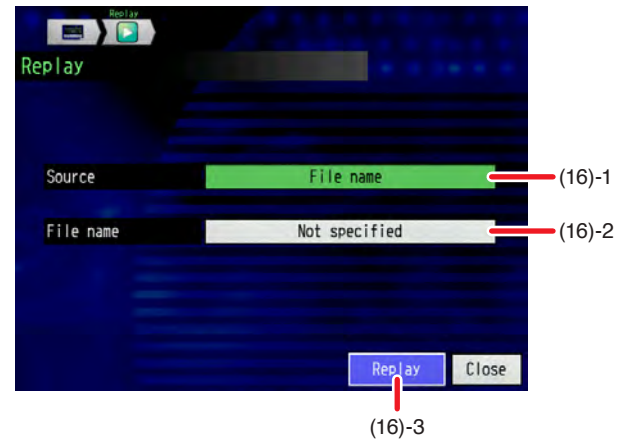 Replay
Replay
Source File name (16)-1
File name Not specified (16)-2
Replay Close
(16)-3